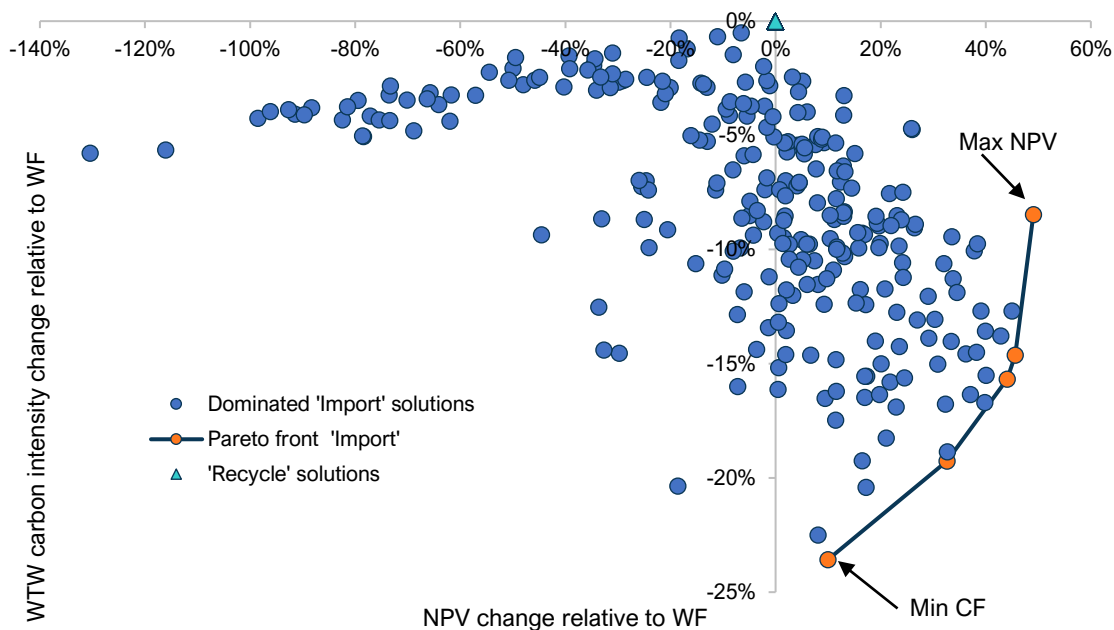 0%
-140%
-120%
-100%
-80%
-60%
-40%
-20%
0%
20%
40%
60%
-5%
Max NPV
-10%
-15%
Dominated 'Import' solutions
Pareto front 'Import'
'Recycle' solutions
-20%
-25%
Min CF
NPV change relative to WF
WTW carbon intensity change relative to WF